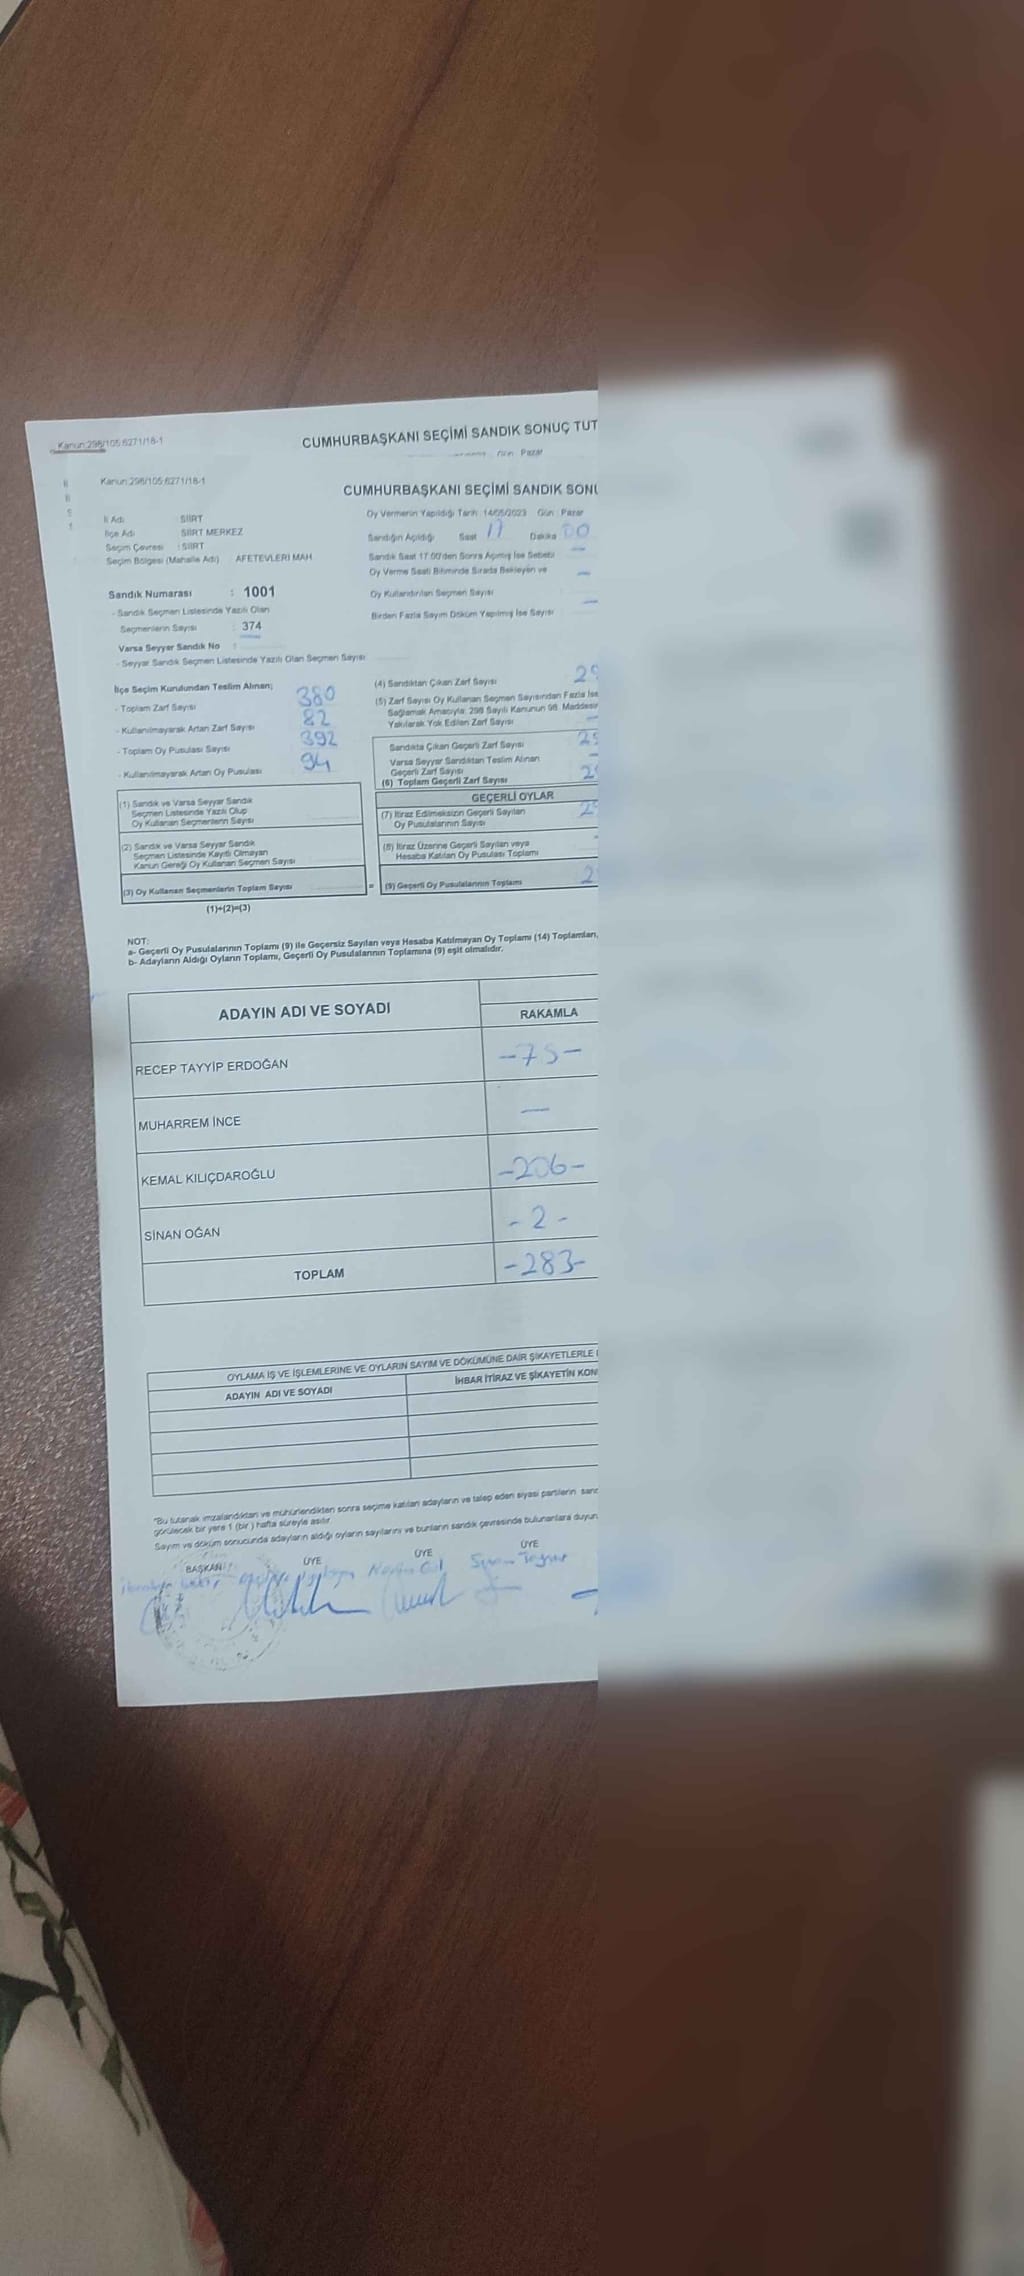 Kanun:298/105:6271/18-1
CUMHURBAŞKANI SEÇİMİ SANDIK SONUÇ TUT
Gün Pazar
Kanun:298/105:6271/18-1
CUMHURBAŞKANI SEÇİMİ SANDIK SONU
İl Adı : SİİRT
İlçe Adı SİİRT MERKEZ
Seçim Çevresi : SİİRT
Seçim Bölgesi (Mahalle Adı) AFETEVLERİ MAH.
Oy Vermenin Yapıldığı Tarih: 14/05/2023 Gün : Pazar
Sandığın Açıldığı Saat 17 Dakika 00
Sandık Saat 17:00'den Sonra Açılmış İse Sebebi
Oy Verme Saati Bitiminde Sırada Bekleyen ve
Oy Kullandırılan Seçmen Sayısı
Birden Fazla Sayım Döküm Yapılmış İse Sayısı
Sandık Numarası : 1001
- Sandık Seçmen Listesinde Yazılı Olan
Seçmenlerin Sayısı : 374
Varsa Seyyar Sandık No :
- Seyyar Sandık Seçmen Listesinde Yazılı Olan Seçmen Sayısı
İlçe Seçim Kurulundan Teslim Alınan;
- Toplam Zarf Sayısı 380
- Kullanılmayarak Artan Zarf Sayısı 82
- Toplam Oy Pusulası Sayısı 392
- Kullanılmayarak Artan Oy Pusulası 94
(4) Sandıktan Çıkan Zarf Sayısı 29
(5) Zarf Sayısı Oy Kullanan Seçmen Sayısından Fazla İse
Sağlamak Amacıyla; 298 Sayılı Kanunun 98. Maddesi
Yakılarak Yok Edilen Zarf Sayısı
Sandıkta Çıkan Geçerli Zarf Sayısı 29
Varsa Seyyar Sandıktan Teslim Alınan
Geçerli Zarf Sayısı
(6) Toplam Geçerli Zarf Sayısı 2
GEÇERLİ OYLAR
(7) İtiraz Edilmeksizin Geçerli Sayılan
Oy Pusulalarının Sayısı 2
(8) İtiraz Üzerine Geçerli Sayılan veya
Hesaba Katılan Oy Pusulası Toplamı
= (9) Geçerli Oy Pusulalarının Toplamı 2
(1) Sandık ve Varsa Seyyar Sandık
Seçmen Listesinde Yazılı Olup
Oy Kullanan Seçmenlerin Sayısı
(2) Sandık ve Varsa Seyyar Sandık
Seçmen Listesinde Kayıtlı Olmayan
Kanun Gereği Oy Kullanan Seçmen Sayısı
(3) Oy Kullanan Seçmenlerin Toplam Sayısı
(1)+(2)=(3)
NOT:
a- Geçerli Oy Pusulalarının Toplamı (9) ile Geçersiz Sayılan veya Hesaba Katılmayan Oy Toplamı (14) Toplamları,
b- Adayların Aldığı Oyların Toplamı, Geçerli Oy Pusulalarının Toplamına (9) eşit olmalıdır.
ADAYIN ADI VE SOYADI RAKAMLA
RECEP TAYYİP ERDOĞAN -75-
MUHARREM İNCE —
KEMAL KILIÇDAROĞLU -206-
SİNAN OĞAN -2-
TOPLAM -283-
OYLAMA İŞ VE İŞLEMLERİNE VE OYLARIN SAYIM VE DÖKÜMÜNE DAİR ŞİKAYETLERLE
ADAYIN ADI VE SOYADI İHBAR İTİRAZ VE ŞİKAYETİN KON
"Bu tutanak imzalandıktan ve mühürlendikten sonra seçime katılan adayların ve talep eden siyasi partilerin sand
görülecek bir yere 1 (bir) hafta süreyle asılır.
Sayım ve döküm sonucunda adayların aldığı oyların sayılarını ve bunların sandık çevresinde bulunanlara duyur
BAŞKAN ÜYE ÜYE ÜYE